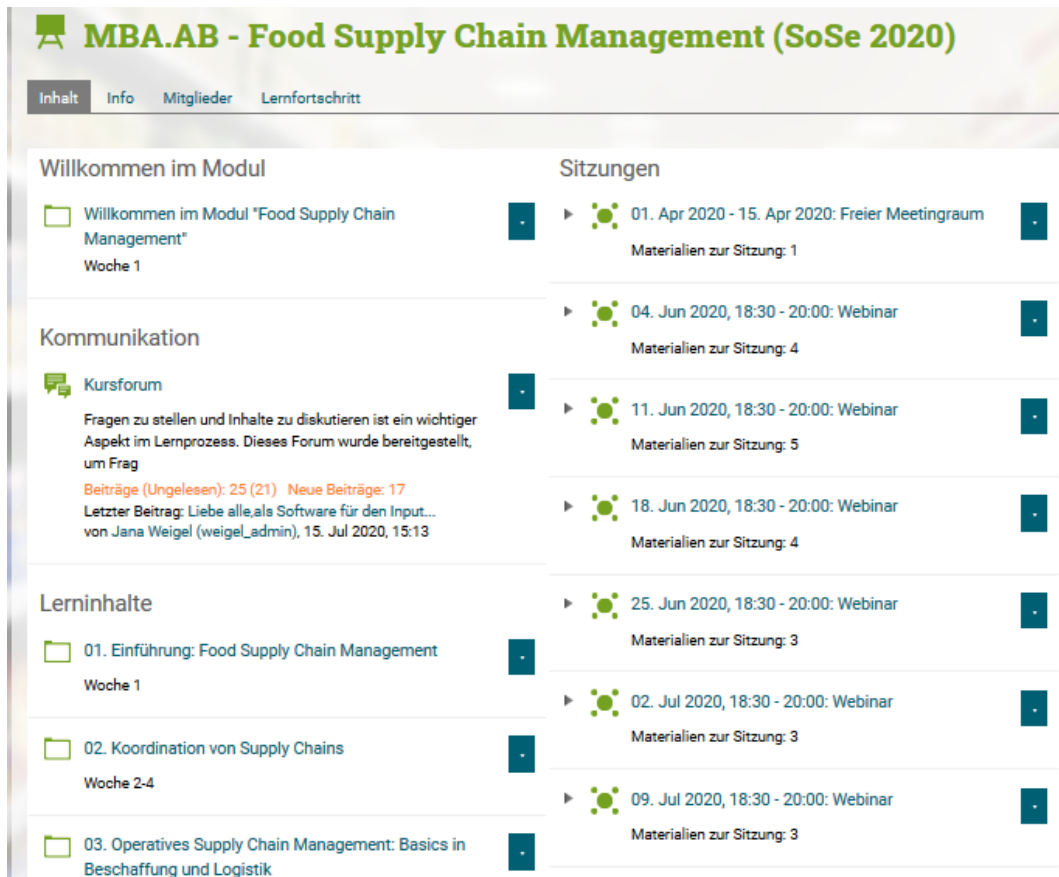 MBA.AB - Food Supply Chain Management (SoSe 2020)
Inhalt Info Mitglieder Lernfortschritt
Willkommen im Modul
Willkommen im Modul "Food Supply Chain
Management"
Woche 1
Kommunikation
Kursforum
Fragen zu stellen und Inhalte zu diskutieren ist ein wichtiger
Aspekt im Lernprozess. Dieses Forum wurde bereitgestellt,
um Frag
Beiträge (Ungelesen): 25 (21) Neue Beiträge: 17
Letzter Beitrag: Liebe alle,als Software für den Input...
von Jana Weigel (weigel_admin), 15. Jul 2020, 15:13
Lerninhalte
01. Einführung: Food Supply Chain Management
Woche 1
02. Koordination von Supply Chains
Woche 2-4
03. Operatives Supply Chain Management: Basics in
Beschaffung und Logistik
Sitzungen
01. Apr 2020 - 15. Apr 2020: Freier Meetingraum
Materialien zur Sitzung: 1
04. Jun 2020, 18:30 - 20:00: Webinar
Materialien zur Sitzung: 4
11. Jun 2020, 18:30 - 20:00: Webinar
Materialien zur Sitzung: 5
18. Jun 2020, 18:30 - 20:00: Webinar
Materialien zur Sitzung: 4
25. Jun 2020, 18:30 - 20:00: Webinar
Materialien zur Sitzung: 3
02. Jul 2020, 18:30 - 20:00: Webinar
Materialien zur Sitzung: 3
09. Jul 2020, 18:30 - 20:00: Webinar
Materialien zur Sitzung: 3